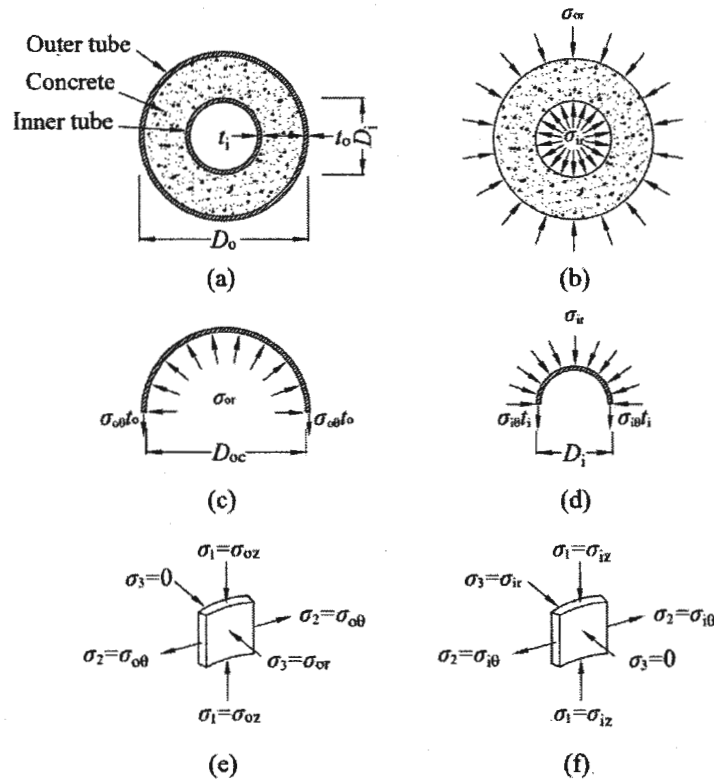 Outer tube
Concrete
Inner tube
tᵢ
tₒ
Dᵢ
Dₒ
(a)
σₒᵣ
σᵢᵣ
(b)
σₒᵣ
σₒθtₒ
σₒθtₒ
Dₒc
(c)
σᵢᵣ
σᵢθtᵢ
σᵢθtᵢ
Dᵢ
(d)
σ₁=σₒz
σ₃=0
σ₂=σₒθ
σ₂=σₒθ
σ₃=σₒᵣ
σ₁=σₒz
(e)
σ₁=σᵢz
σ₃=σᵢᵣ
σ₂=σᵢθ
σ₂=σᵢθ
σ₃=0
σ₁=σᵢz
(f)